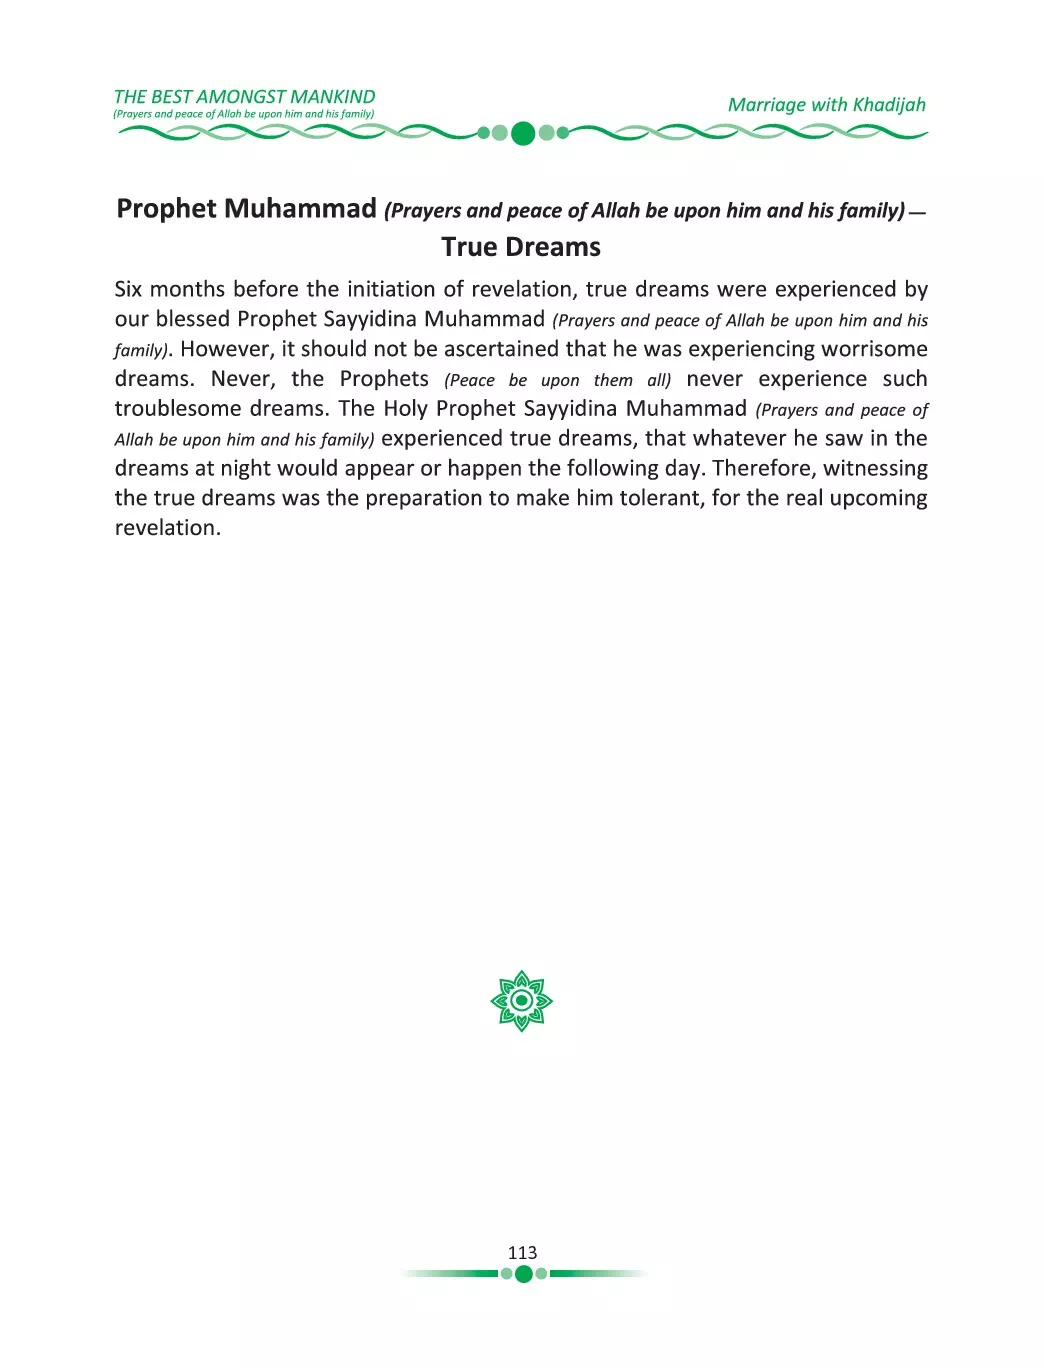 THE BEST AMONGST MANKIND
(Prayers and peace of Allah be upon him and his family)
Marriage with Khadijah
Prophet Muhammad (Prayers and peace of Allah be upon him and his family) —
True Dreams
Six months before the initiation of revelation, true dreams were experienced by
our blessed Prophet Sayyidina Muhammad (Prayers and peace of Allah be upon him and his
family). However, it should not be ascertained that he was experiencing worrisome
dreams. Never, the Prophets (Peace be upon them all) never experience such
troublesome dreams. The Holy Prophet Sayyidina Muhammad (Prayers and peace of
Allah be upon him and his family) experienced true dreams, that whatever he saw in the
dreams at night would appear or happen the following day. Therefore, witnessing
the true dreams was the preparation to make him tolerant, for the real upcoming
revelation.
113